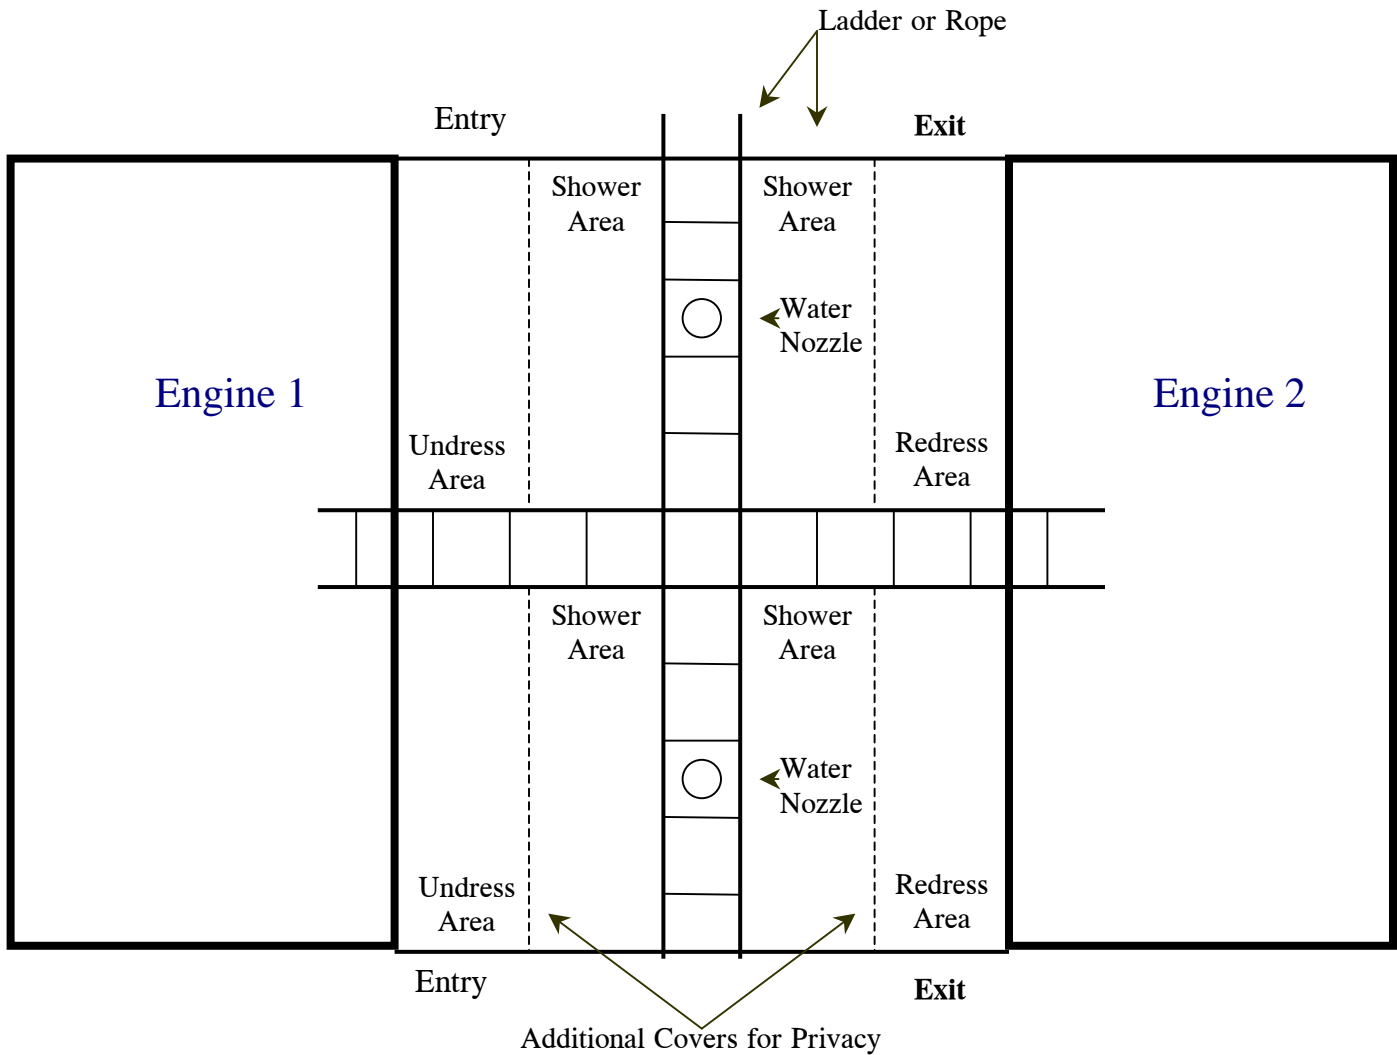 Ladder or Rope
Entry
Exit
Shower
Area
Shower
Area
Water
Nozzle
Engine 1
Engine 2
Undress
Area
Redress
Area
Shower
Area
Shower
Area
Water
Nozzle
Undress
Area
Redress
Area
Entry
Exit
Additional Covers for Privacy